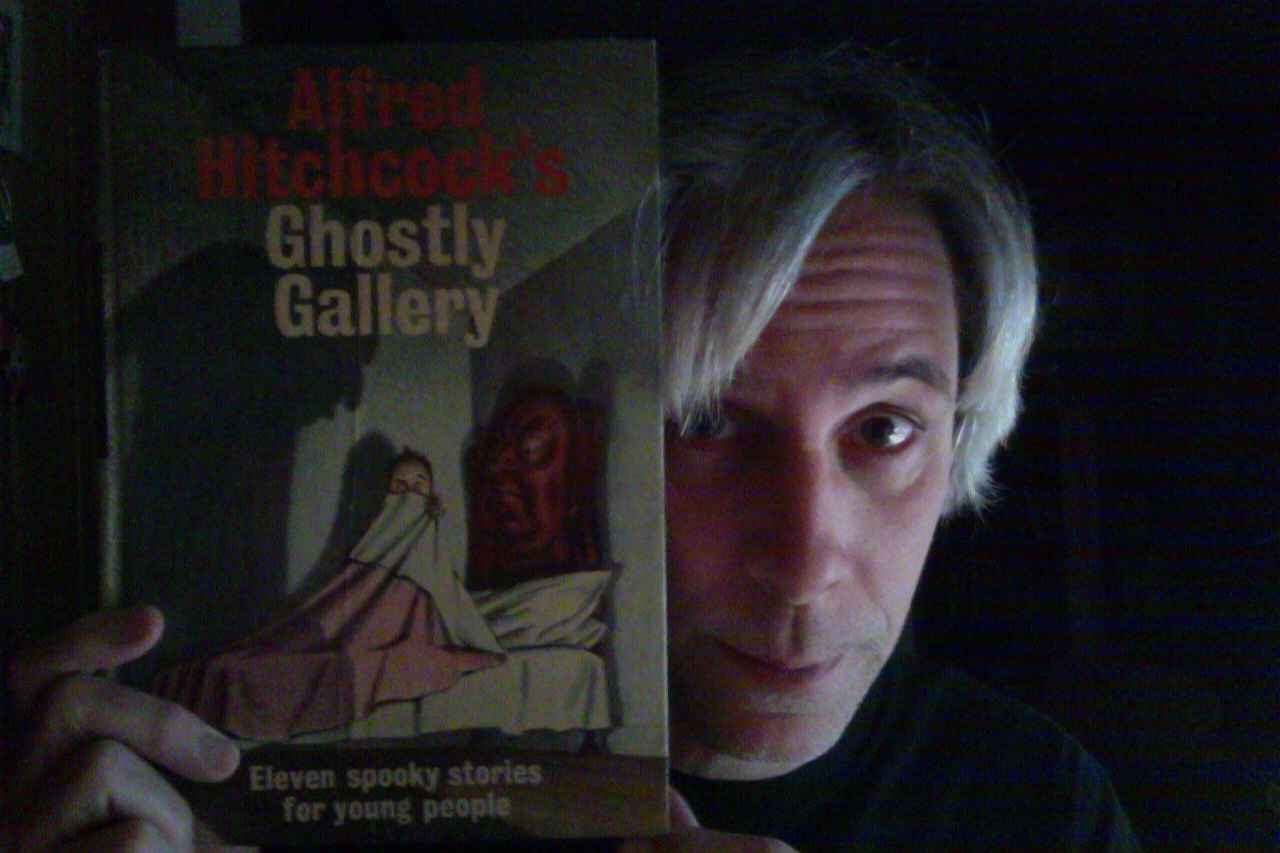 Alfred
Hitchcock's
Ghostly
Gallery
Eleven spooky stories
for young people